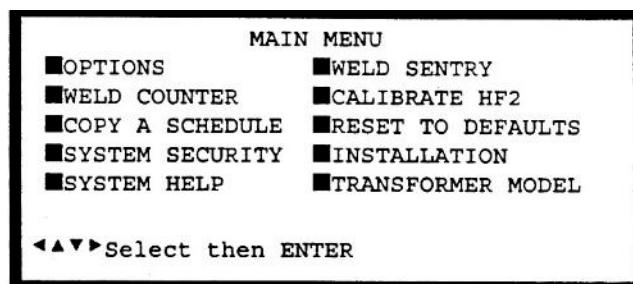 MAIN MENU
■OPTIONS ■WELD SENTRY
■WELD COUNTER ■CALIBRATE HF2
■COPY A SCHEDULE ■RESET TO DEFAULTS
■SYSTEM SECURITY ■INSTALLATION
■SYSTEM HELP ■TRANSFORMER MODEL
◄▲▼►Select then ENTER